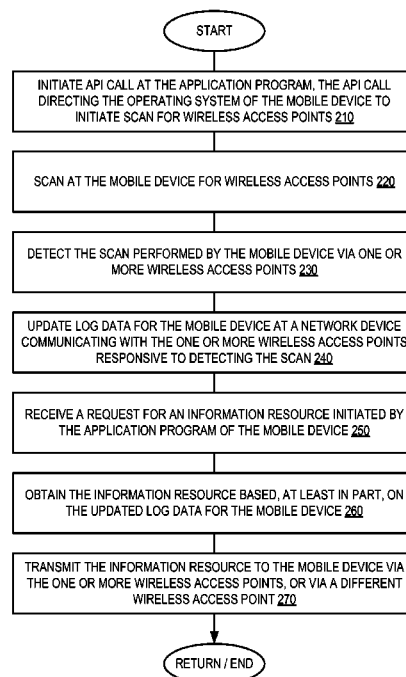 START
INITIATE API CALL AT THE APPLICATION PROGRAM, THE API CALL
DIRECTING THE OPERATING SYSTEM OF THE MOBILE DEVICE TO
INITIATE SCAN FOR WIRELESS ACCESS POINTS 210
SCAN AT THE MOBILE DEVICE FOR WIRELESS ACCESS POINTS 220
DETECT THE SCAN PERFORMED BY THE MOBILE DEVICE VIA ONE OR
MORE WIRELESS ACCESS POINTS 230
UPDATE LOG DATA FOR THE MOBILE DEVICE AT A NETWORK DEVICE
COMMUNICATING WITH THE ONE OR MORE WIRELESS ACCESS POINTS
RESPONSIVE TO DETECTING THE SCAN 240
RECEIVE A REQUEST FOR AN INFORMATION RESOURCE INITIATED BY
THE APPLICATION PROGRAM OF THE MOBILE DEVICE 250
OBTAIN THE INFORMATION RESOURCE BASED, AT LEAST IN PART, ON
THE UPDATED LOG DATA FOR THE MOBILE DEVICE 260
TRANSMIT THE INFORMATION RESOURCE TO THE MOBILE DEVICE VIA
THE ONE OR MORE WIRELESS ACCESS POINTS, OR VIA A DIFFERENT
WIRELESS ACCESS POINT 270
RETURN / END